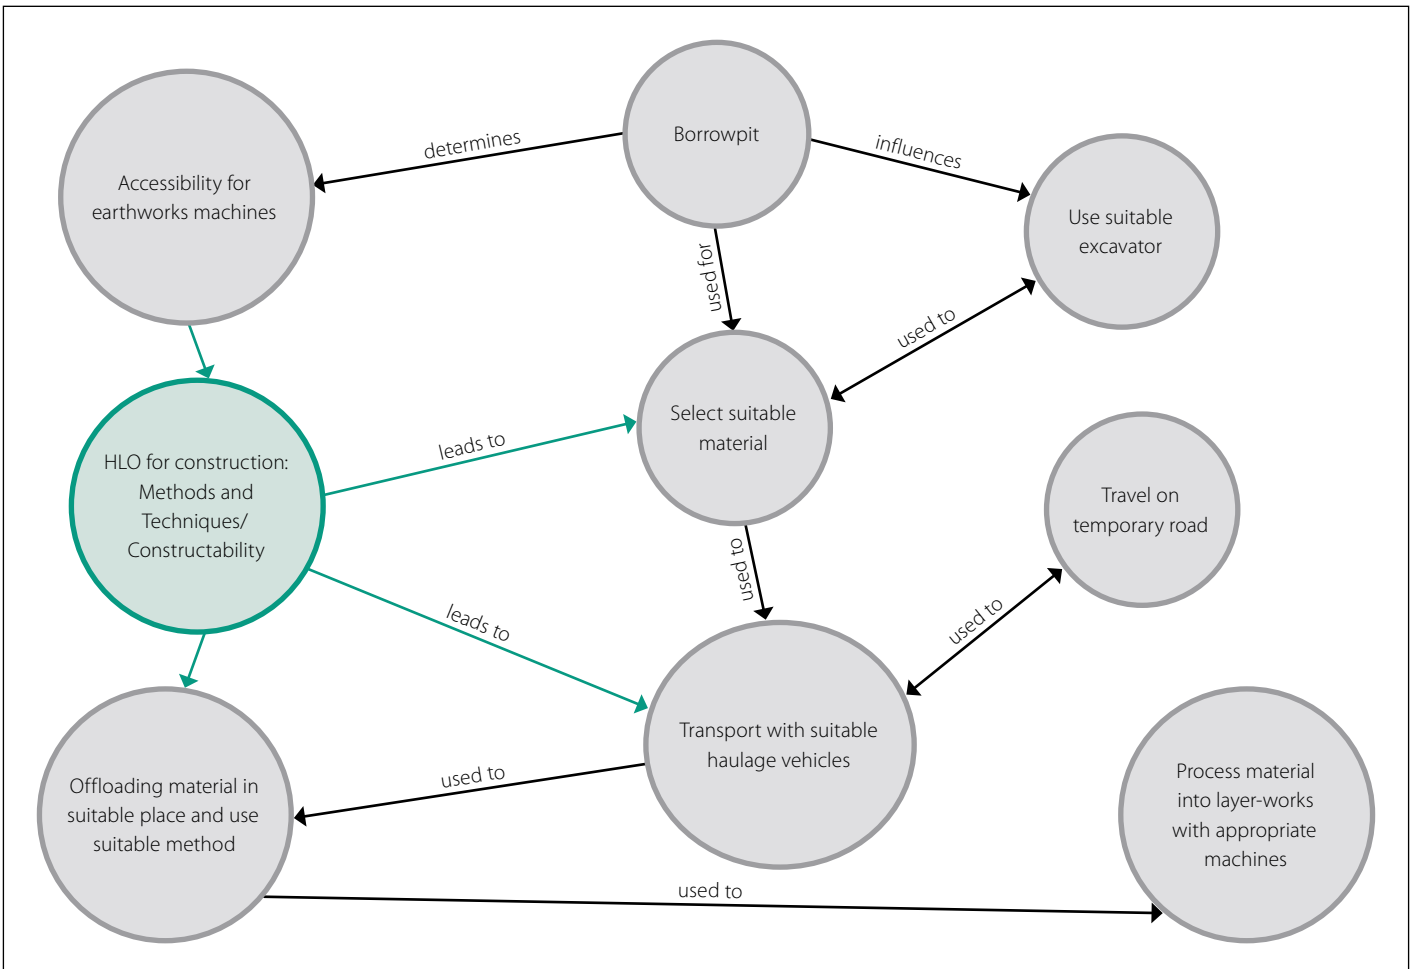 Borrowpit
determines
influences
Accessibility for
earthworks machines
Use suitable
excavator
used for
used to
Select suitable
material
leads to
HLO for construction:
Methods and
Techniques/
Constructability
Travel on
temporary road
used to
leads to
used to
Transport with suitable
haulage vehicles
used to
Offloading material in
suitable place and use
suitable method
Process material
into layer-works
with appropriate
machines
used to